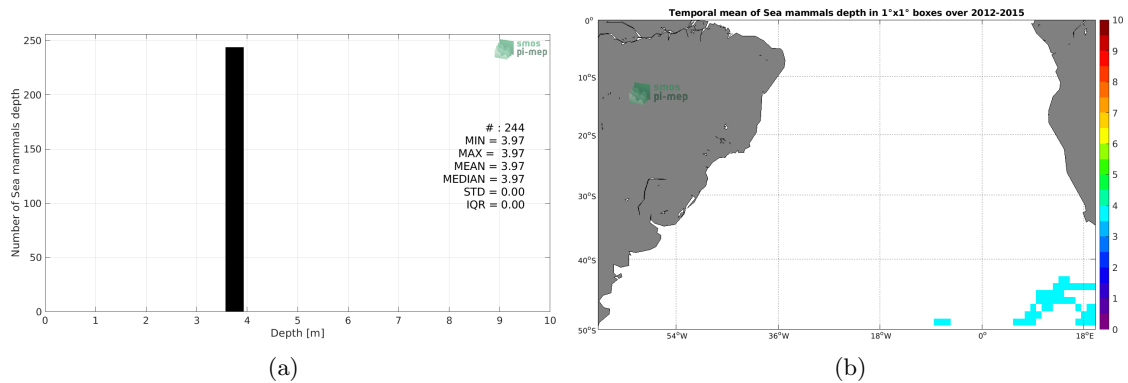 250
200
150
100
50
0
Number of Sea mammals depth
smos
pi-mep
# : 244
MIN = 3.97
MAX = 3.97
MEAN = 3.97
MEDIAN = 3.97
STD = 0.00
IQR = 0.00
0 1 2 3 4 5 6 7 8 9 10
Depth [m]
(a)
Temporal mean of Sea mammals depth in 1°x1° boxes over 2012-2015
0°
10°S
20°S
30°S
40°S
50°S
smos
pi-mep
54°W 36°W 18°W 0° 18°E
10
9
8
7
6
5
4
3
2
1
0
(b)